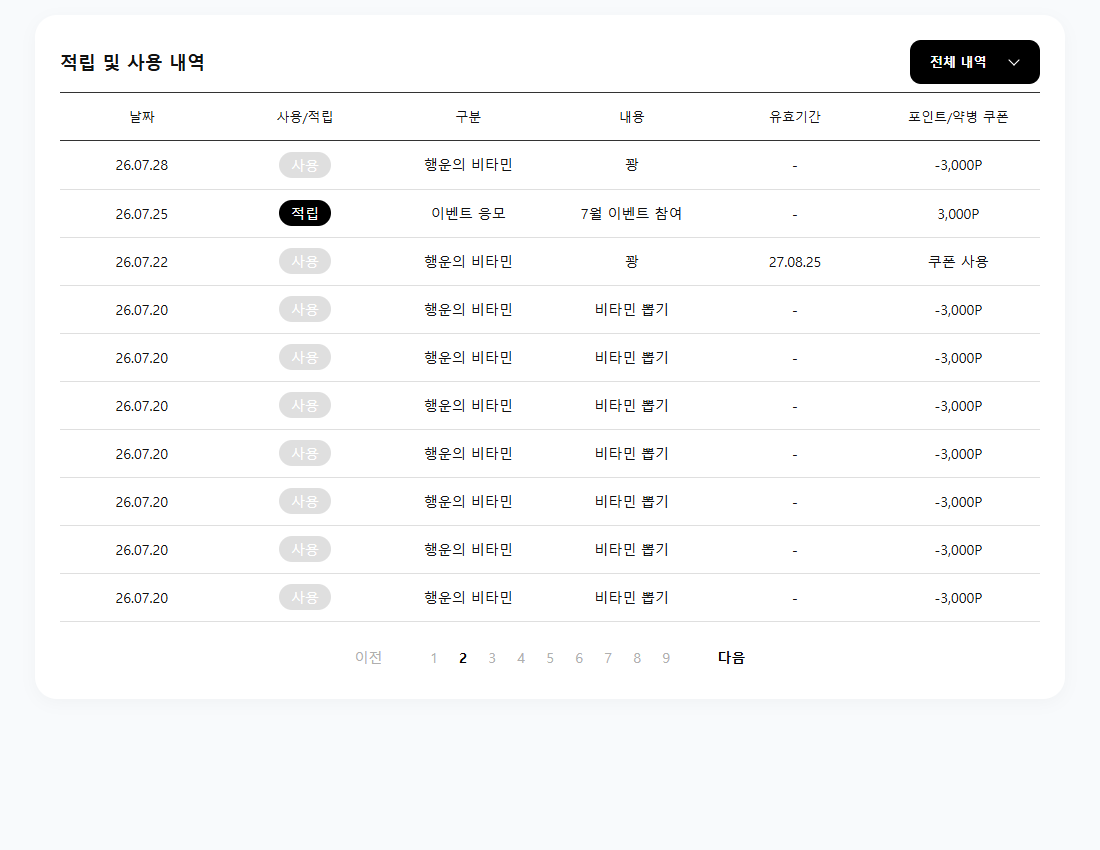 적립 및 사용 내역
전체 내역
날짜 사용/적립 구분 내용 유효기간 포인트/약병 쿠폰
26.07.28 사용 행운의 비타민 꽝 - -3,000P
26.07.25 적립 이벤트 응모 7월 이벤트 참여 - 3,000P
26.07.22 사용 행운의 비타민 꽝 27.08.25 쿠폰 사용
26.07.20 사용 행운의 비타민 비타민 뽑기 - -3,000P
26.07.20 사용 행운의 비타민 비타민 뽑기 - -3,000P
26.07.20 사용 행운의 비타민 비타민 뽑기 - -3,000P
26.07.20 사용 행운의 비타민 비타민 뽑기 - -3,000P
26.07.20 사용 행운의 비타민 비타민 뽑기 - -3,000P
26.07.20 사용 행운의 비타민 비타민 뽑기 - -3,000P
26.07.20 사용 행운의 비타민 비타민 뽑기 - -3,000P
이전 1 2 3 4 5 6 7 8 9 다음